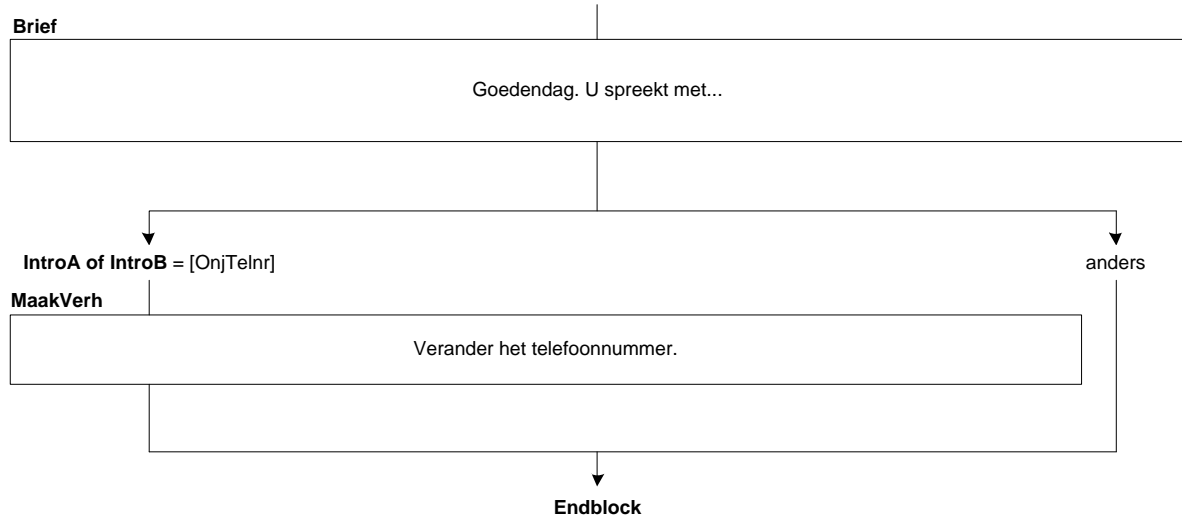 Brief
Goedendag. U spreekt met...
IntroA of IntroB = [OnjTelnr]
anders
MaakVerh
Verander het telefoonnummer.
Endblock